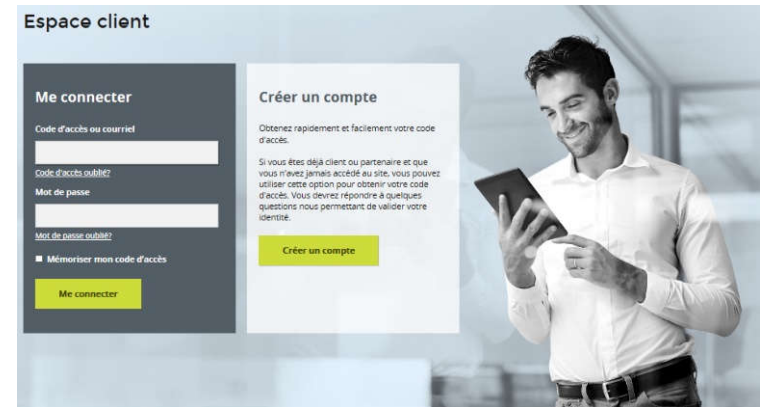 Espace client
Me connecter
Code d'accès ou courriel
Code d'accès oublié?
Mot de passe
Mot de passe oublié?
Mémoriser mon code d'accès
Me connecter
Créer un compte
Obtenez rapidement et facilement votre code
d'accès.
Si vous êtes déjà client ou partenaire et que
vous n'avez jamais accédé au site, vous pouvez
utiliser cette option pour obtenir votre code
d'accès. Vous devrez répondre à quelques
questions nous permettant de valider votre
identité.
Créer un compte